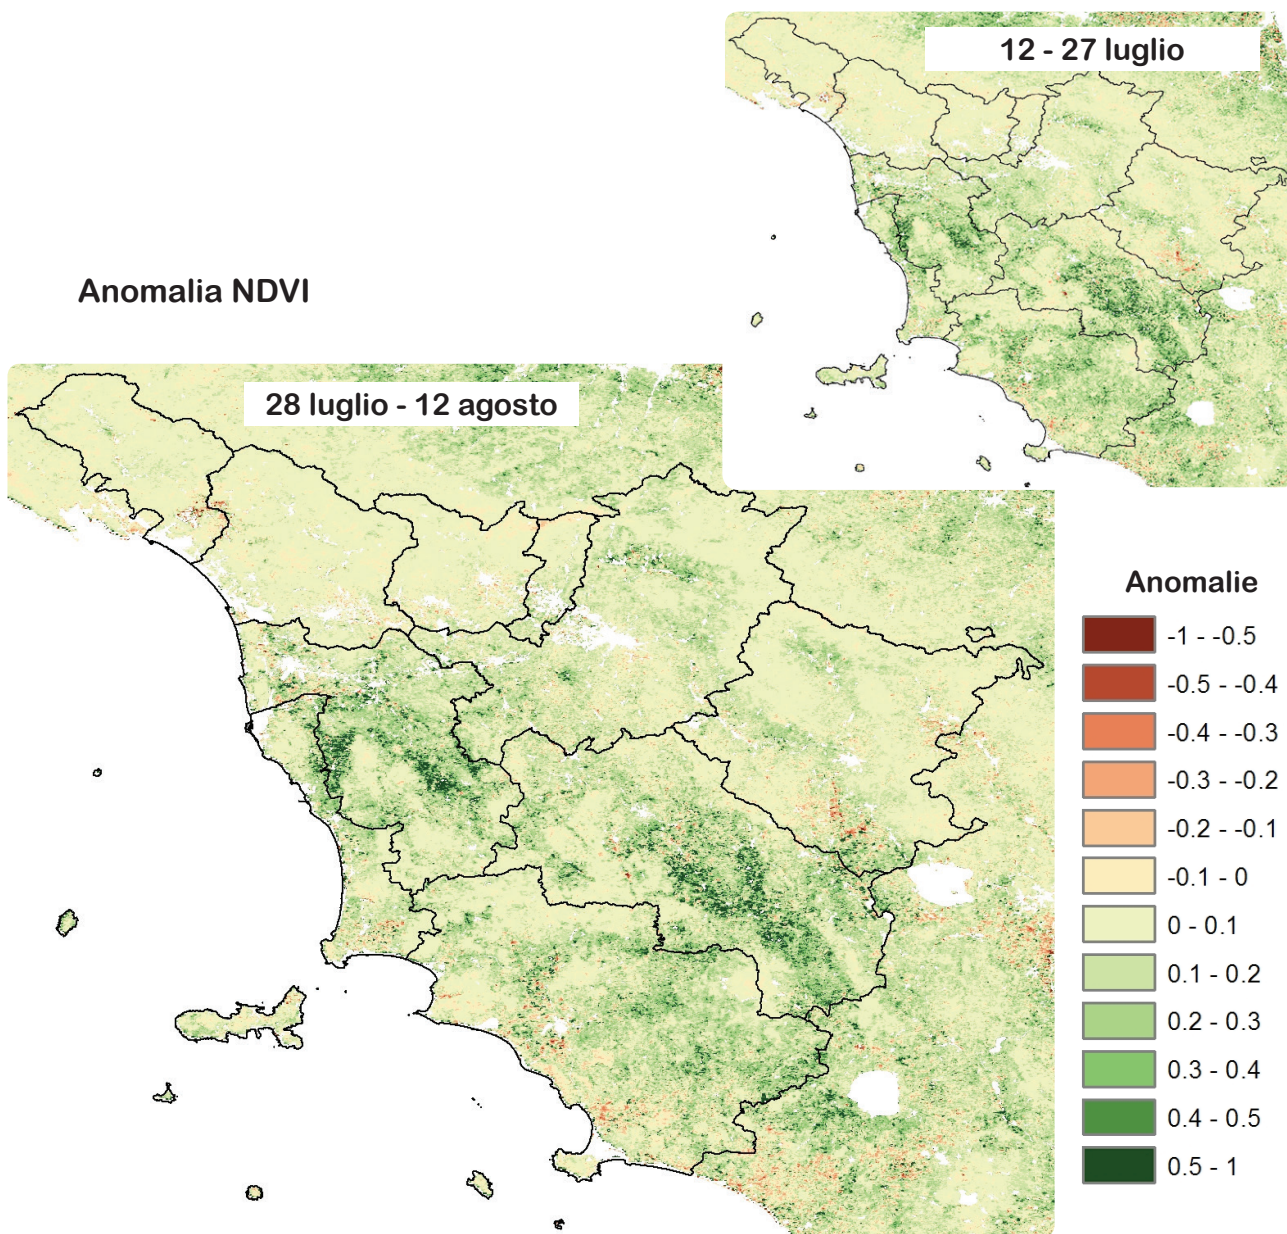 12 - 27 luglio
Anomalia NDVI
28 luglio - 12 agosto
Anomalie
-1 - -0.5
-0.5 - -0.4
-0.4 - -0.3
-0.3 - -0.2
-0.2 - -0.1
-0.1 - 0
0 - 0.1
0.1 - 0.2
0.2 - 0.3
0.3 - 0.4
0.4 - 0.5
0.5 - 1